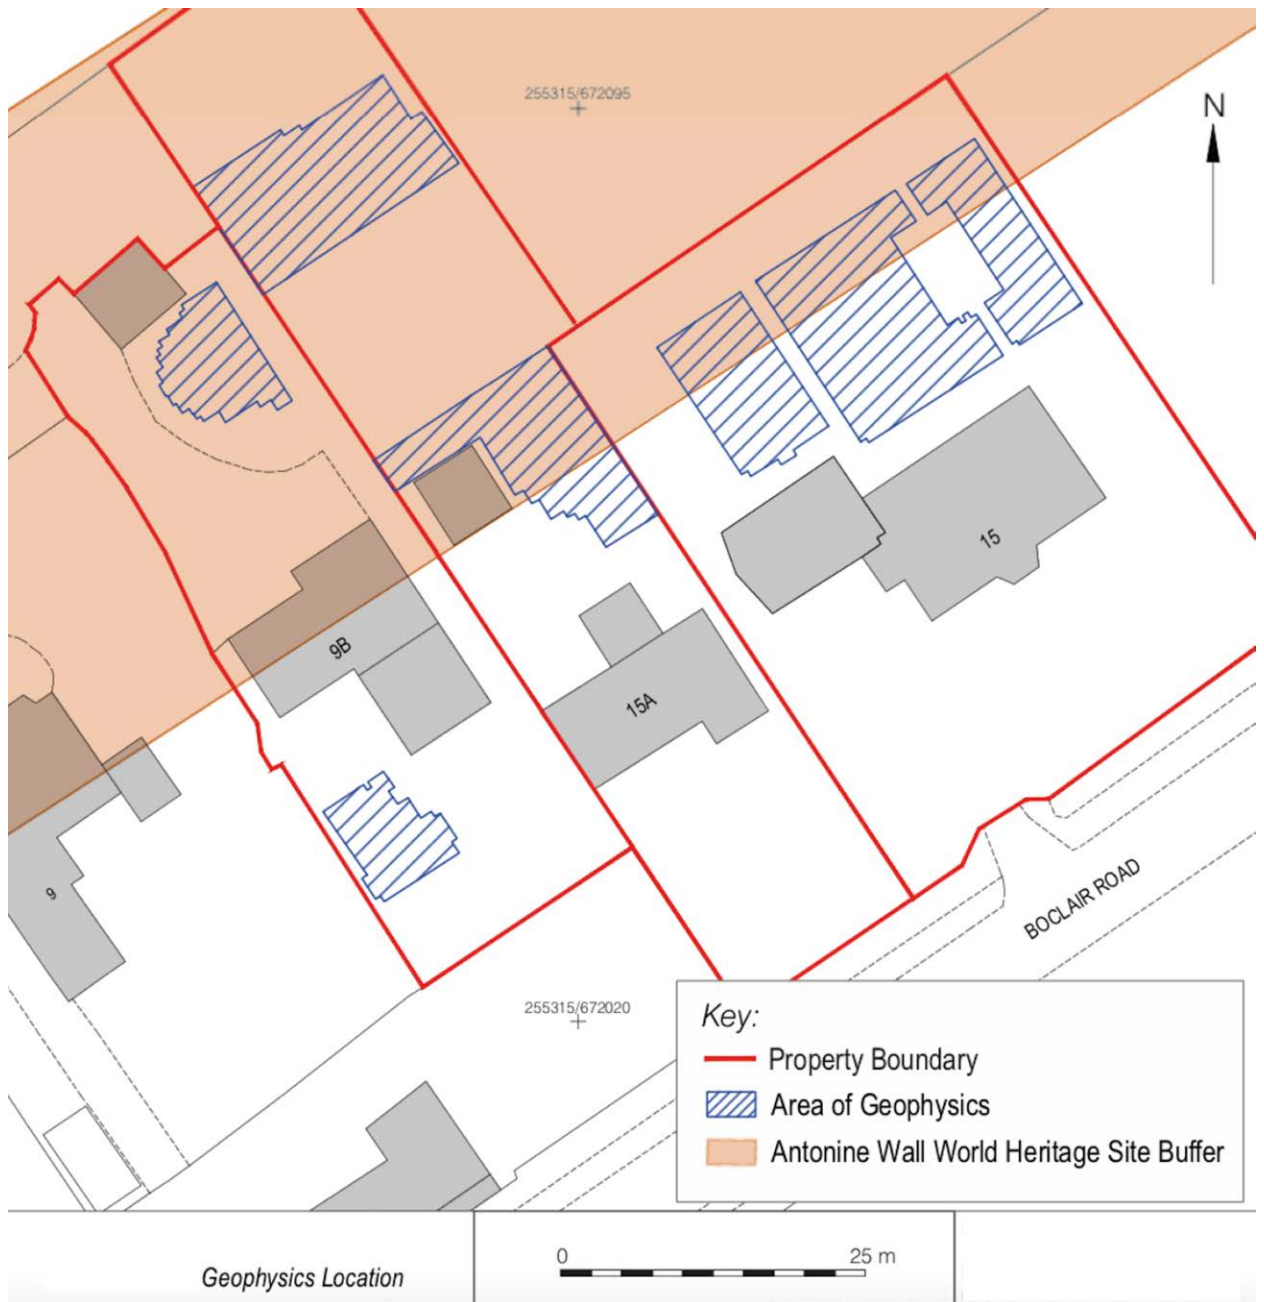 255315/672095
N
15
9B
15A
9
BOCLAIR ROAD
255315/672020
Key:
Property Boundary
Area of Geophysics
Antonine Wall World Heritage Site Buffer
0 25 m
Geophysics Location